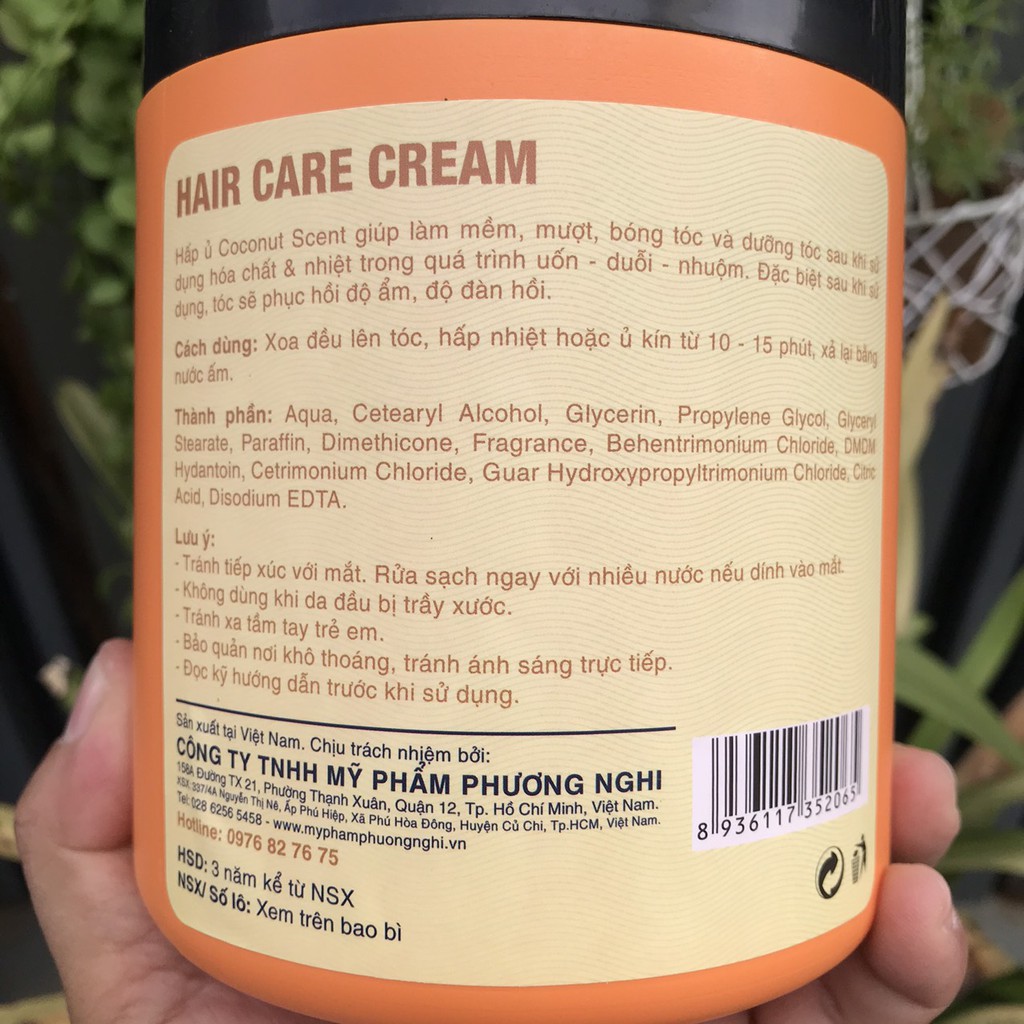 HAIR CARE CREAM
Hấp ủ Coconut Scent giúp làm mềm, mượt, bóng tóc và dưỡng tóc sau khi sử
dụng hóa chất & nhiệt trong quá trình uốn - duỗi - nhuộm. Đặc biệt sau khi sử
dụng, tóc sẽ phục hồi độ ẩm, độ đàn hồi.
Cách dùng: Xoa đều lên tóc, hấp nhiệt hoặc ủ kín từ 10 - 15 phút, xả lại bằng
nước ấm.
Thành phần: Aqua, Cetearyl Alcohol, Glycerin, Propylene Glycol, Glyceryl
Stearate, Paraffin, Dimethicone, Fragrance, Behentrimonium Chloride, DMDM
Hydantoin, Cetrimonium Chloride, Guar Hydroxypropyltrimonium Chloride, Citric
Acid, Disodium EDTA.
Lưu ý:
- Tránh tiếp xúc với mắt. Rửa sạch ngay với nhiều nước nếu dính vào mắt.
- Không dùng khi da đầu bị trầy xước.
- Tránh xa tầm tay trẻ em.
- Bảo quản nơi khô thoáng, tránh ánh sáng trực tiếp.
- Đọc kỹ hướng dẫn trước khi sử dụng.
Sản xuất tại Việt Nam. Chịu trách nhiệm bởi:
CÔNG TY TNHH MỸ PHẨM PHƯƠNG NGHI
158A Đường TX 21, Phường Thạnh Xuân, Quận 12, Tp. Hồ Chí Minh, Việt Nam.
XSX:337/4A Nguyễn Thị Nê, Ấp Phú Hiệp, Xã Phú Hòa Đông, Huyện Củ Chi, Tp.HCM, Việt Nam.
Tel: 028 6256 5458 - www.myphamphuongnghi.vn
Hotline: 0976 82 76 75
HSD: 3 năm kể từ NSX
NSX/ Số lô: Xem trên bao bì
8 936117 352065